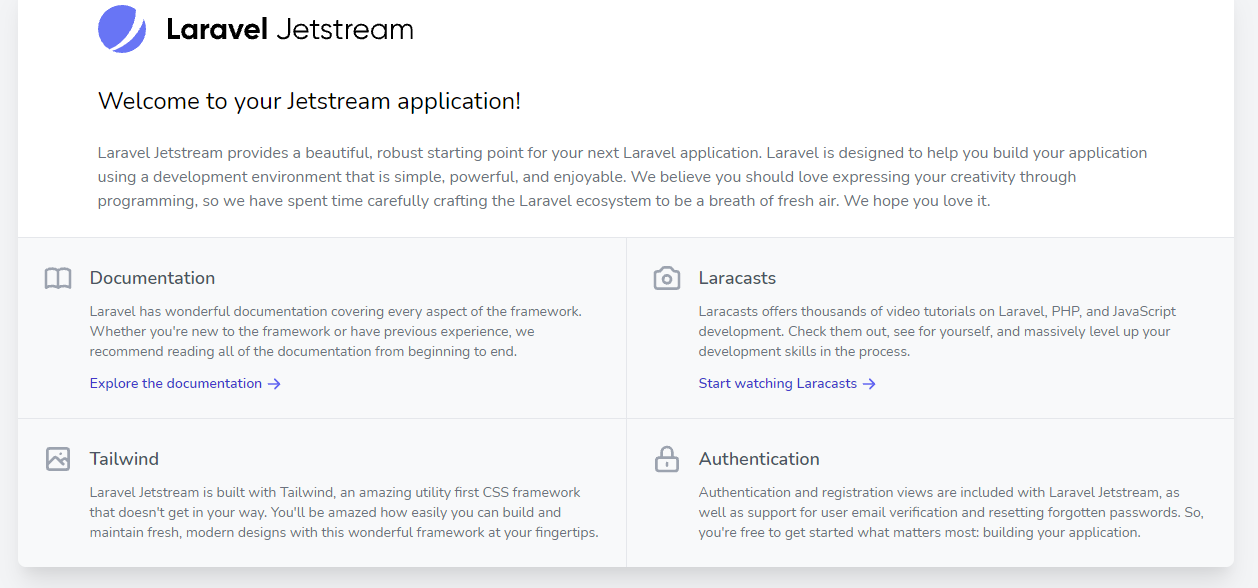 Laravel Jetstream
Welcome to your Jetstream application!
Laravel Jetstream provides a beautiful, robust starting point for your next Laravel application. Laravel is designed to help you build your application
using a development environment that is simple, powerful, and enjoyable. We believe you should love expressing your creativity through
programming, so we have spent time carefully crafting the Laravel ecosystem to be a breath of fresh air. We hope you love it.
Documentation
Laravel has wonderful documentation covering every aspect of the framework.
Whether you're new to the framework or have previous experience, we
recommend reading all of the documentation from beginning to end.
Explore the documentation →
Laracasts
Laracasts offers thousands of video tutorials on Laravel, PHP, and JavaScript
development. Check them out, see for yourself, and massively level up your
development skills in the process.
Start watching Laracasts →
Tailwind
Laravel Jetstream is built with Tailwind, an amazing utility first CSS framework
that doesn't get in your way. You'll be amazed how easily you can build and
maintain fresh, modern designs with this wonderful framework at your fingertips.
Authentication
Authentication and registration views are included with Laravel Jetstream, as
well as support for user email verification and resetting forgotten passwords. So,
you're free to get started what matters most: building your application.